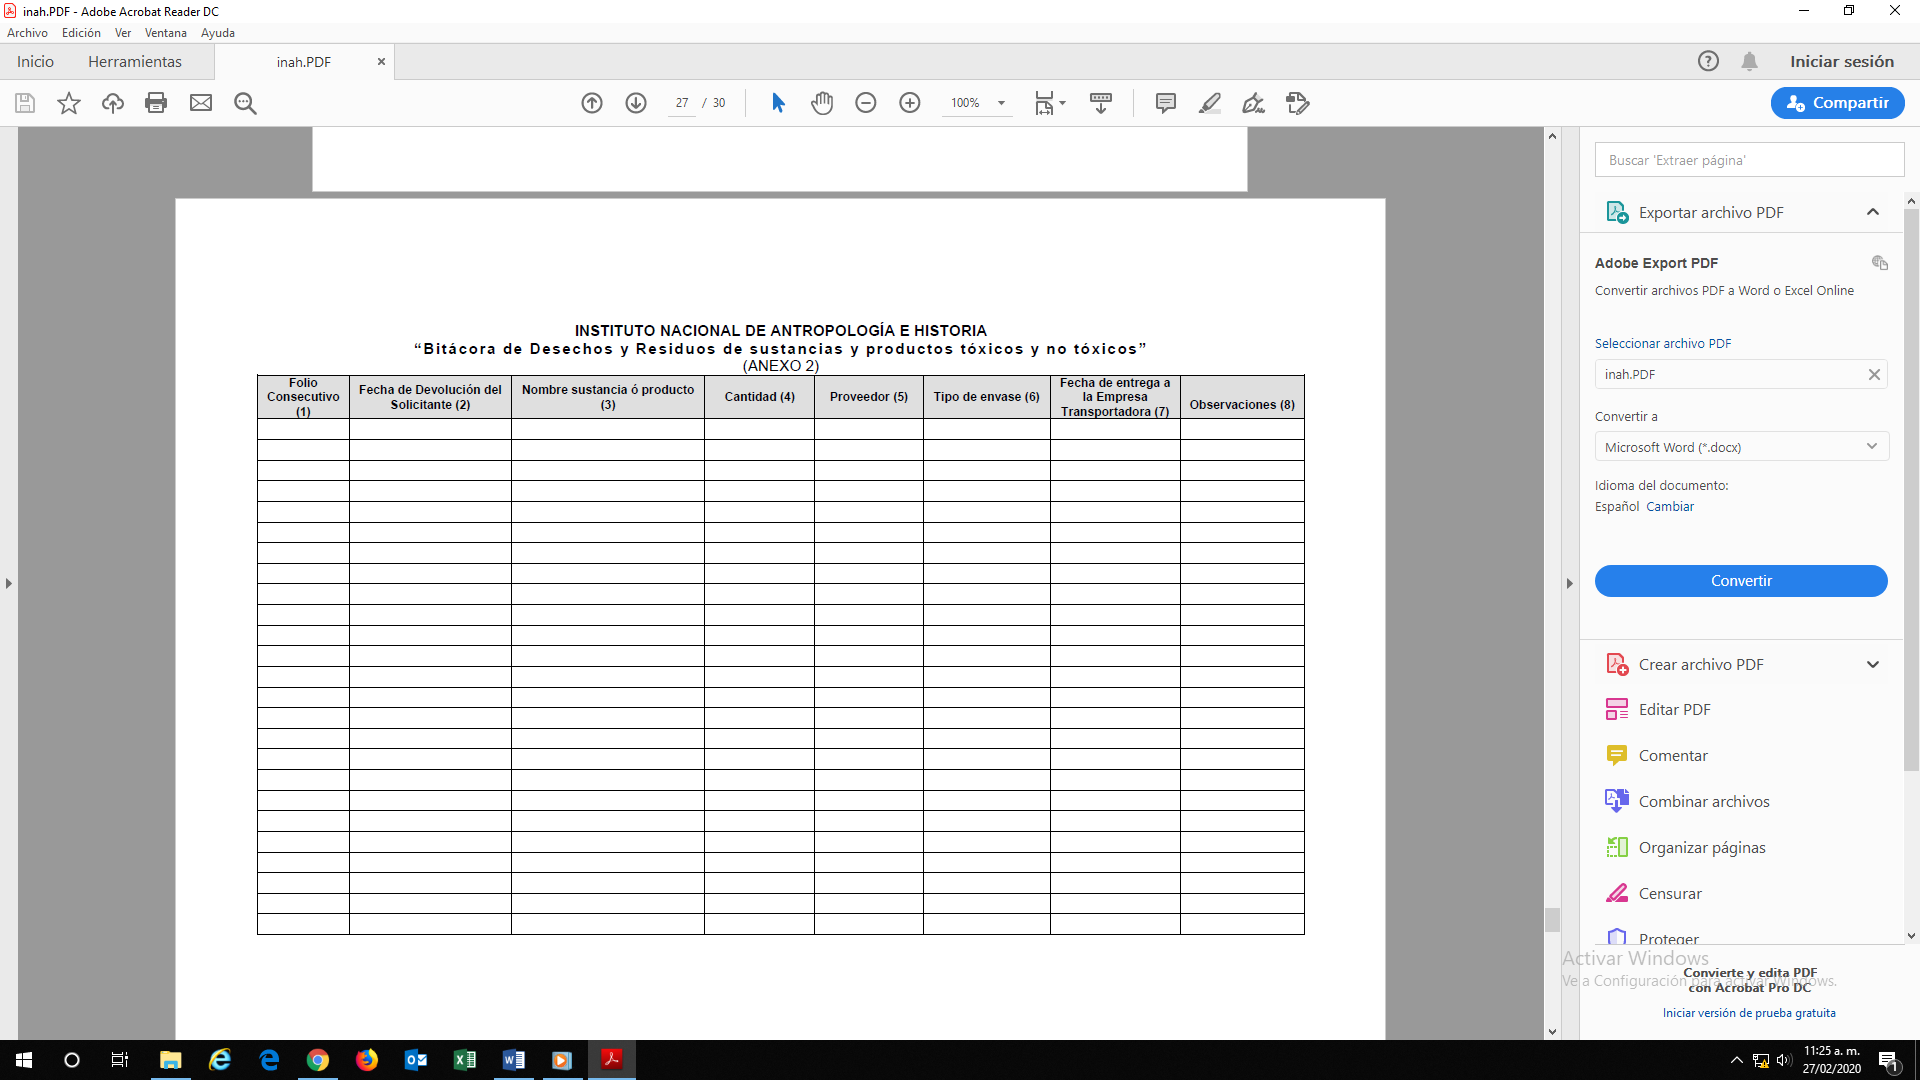 inah.PDF - Adobe Acrobat Reader DC
Archivo Edición Ver Ventana Ayuda
Inicio Herramientas inah.PDF Iniciar sesión
27 / 30 100% Compartir
Buscar 'Extraer página'
Exportar archivo PDF
Adobe Export PDF
Convertir archivos PDF a Word o Excel Online
Seleccionar archivo PDF
inah.PDF
Convertir a
Microsoft Word (*.docx)
Idioma del documento:
Español Cambiar
Convertir
Crear archivo PDF
Editar PDF
Comentar
Combinar archivos
Organizar páginas
Censurar
Proteger
Activar Windows
Ve a Configuración para activar Windows.
Convierte y edita PDF
con Acrobat Pro DC
Iniciar versión de prueba gratuita
INSTITUTO NACIONAL DE ANTROPOLOGÍA E HISTORIA
“Bitácora de Desechos y Residuos de sustancias y productos tóxicos y no tóxicos”
(ANEXO 2)
Folio
Consecutivo
(1)
Fecha de Devolución del
Solicitante (2)
Nombre sustancia ó producto
(3)
Cantidad (4)
Proveedor (5)
Tipo de envase (6)
Fecha de entrega a
la Empresa
Transportadora (7)
Observaciones (8)
11:25 a. m.
27/02/2020
1